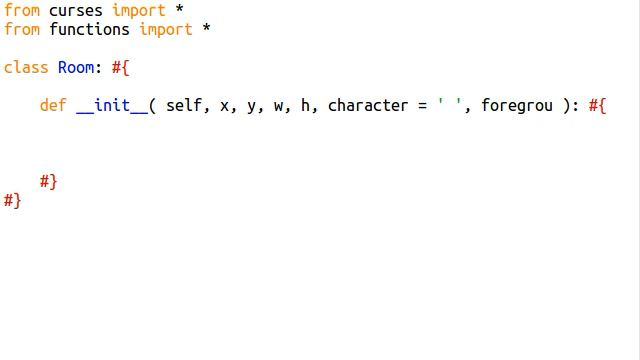 from curses import *
from functions import *
class Room: #{
def __init__( self, x, y, w, h, character = ' ', foregrou ): #{
#}
#}